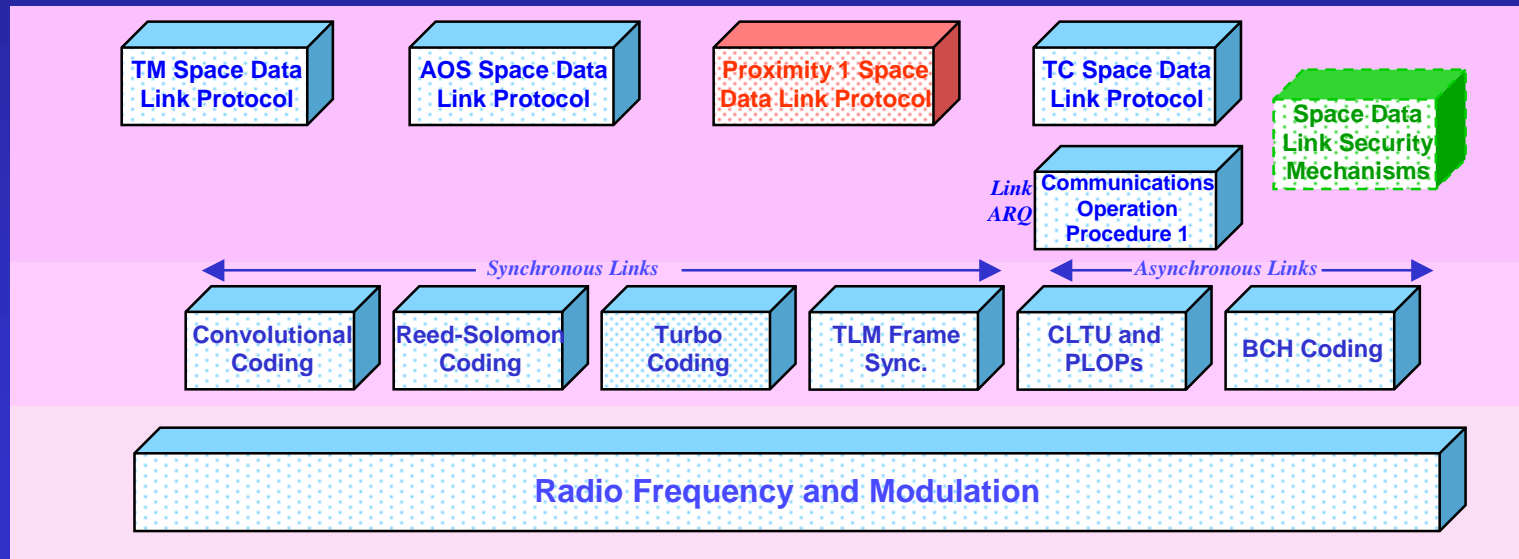 TM Space Data
Link Protocol
AOS Space Data
Link Protocol
Proximity 1 Space
Data Link Protocol
TC Space Data
Link Protocol
Space Data
Link Security
Mechanisms
Link
ARQ
Communications
Operation
Procedure 1
Synchronous Links
Asynchronous Links
Convolutional
Coding
Reed-Solomon
Coding
Turbo
Coding
TLM Frame
Sync.
CLTU and
PLOPs
BCH Coding
Radio Frequency and Modulation